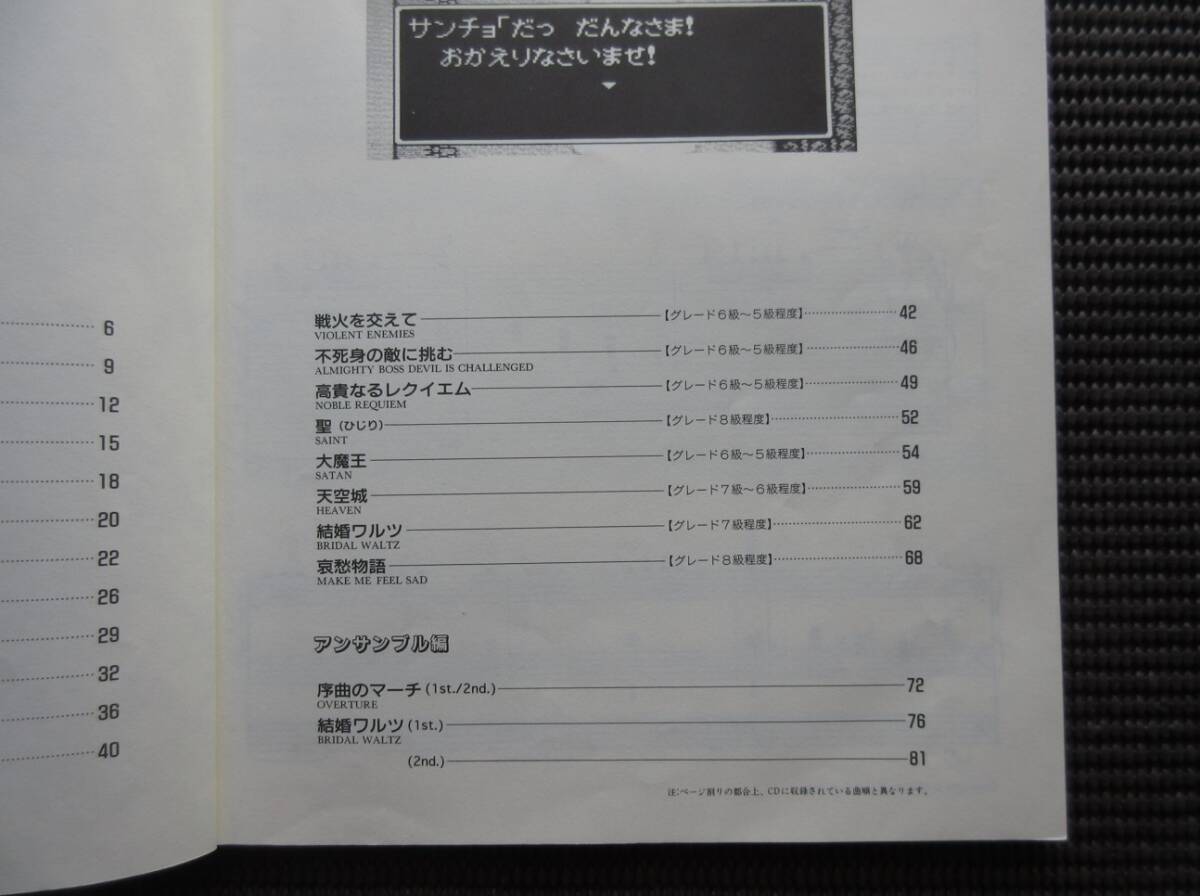 サンチョ「だっ　だんなさま!
おかえりなさいませ!
6
9
12
15
18
20
22
26
29
32
36
40
戦火を交えて【グレード6級〜5級程度】42
VIOLENT ENEMIES
不死身の敵に挑む【グレード6級〜5級程度】46
ALMIGHTY BOSS DEVIL IS CHALLENGED
高貴なるレクイエム【グレード6級〜5級程度】49
NOBLE REQUIEM
聖（ひじり）【グレード8級程度】52
SAINT
大魔王【グレード6級〜5級程度】54
SATAN
天空城【グレード7級〜6級程度】59
HEAVEN
結婚ワルツ【グレード7級程度】62
BRIDAL WALTZ
哀愁物語【グレード8級程度】68
MAKE ME FEEL SAD
アンサンブル編
序曲のマーチ(1st./2nd.)72
OVERTURE
結婚ワルツ(1st.)76
BRIDAL WALTZ
(2nd.)81
注:ページ割りの都合上、CDに収録されている曲順と異なります。